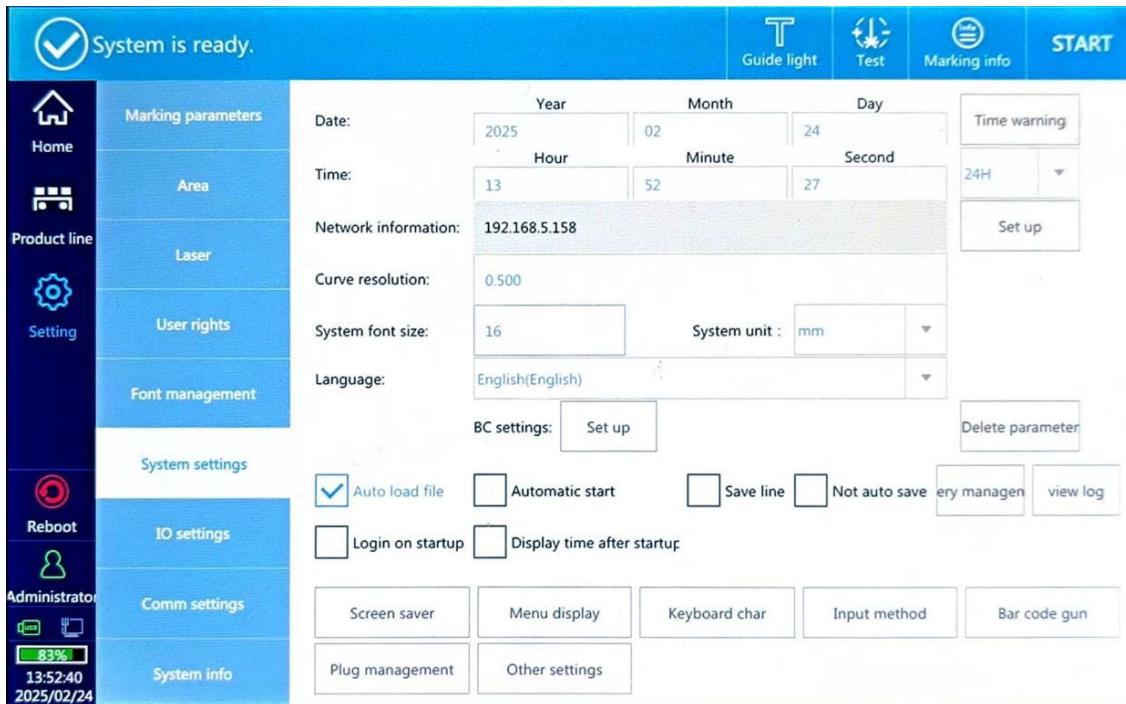 System is ready.
Guide light
Test
Info
Marking info
START
Home
Product line
Setting
Reboot
Administrato
USB
83%
13:52:40
2025/02/24
Marking parameters
Area
Laser
User rights
Font management
System settings
IO settings
Comm settings
System info
Year Month Day
Date: 2025 02 24 Time warning
Hour Minute Second
Time: 13 52 27 24H
Network information: 192.168.5.158 Set up
Curve resolution: 0.500
System font size: 16 System unit : mm
Language: English(English)
BC settings: Set up Delete parameter
Auto load file Automatic start Save line Not auto save ery managen view log
Login on startup Display time after startup
Screen saver Menu display Keyboard char Input method Bar code gun
Plug management Other settings